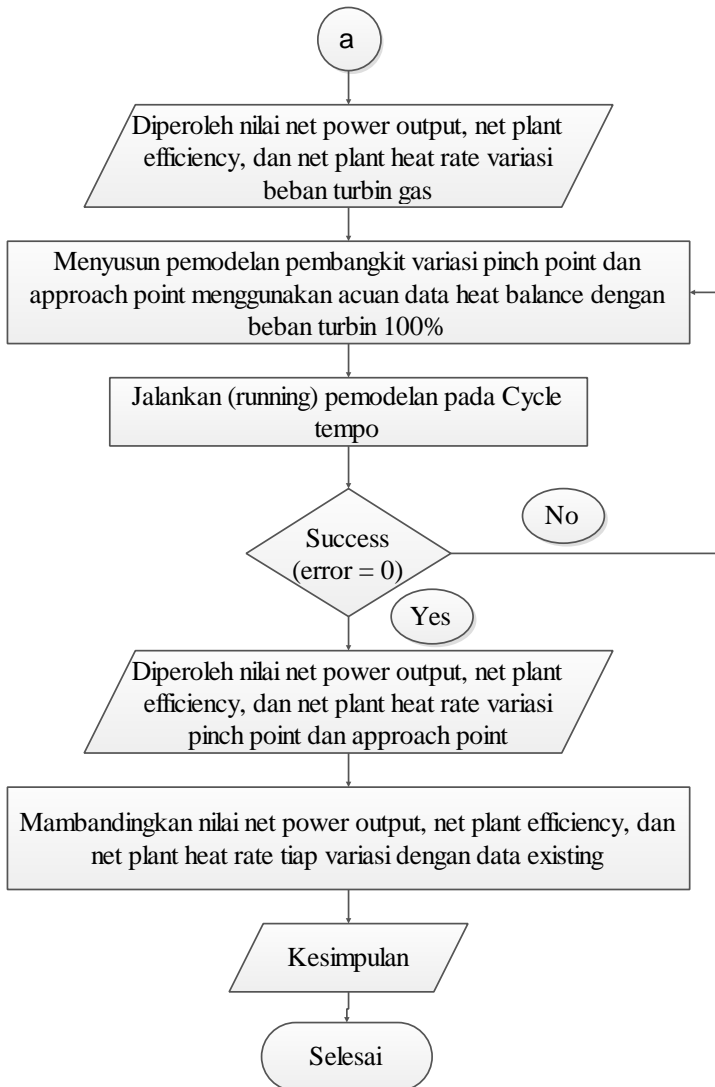 a
Diperoleh nilai net power output, net plant
efficiency, dan net plant heat rate variasi
beban turbin gas
Menyusun pemodelan pembangkit variasi pinch point dan
approach point menggunakan acuan data heat balance dengan
beban turbin 100%
Jalankan (running) pemodelan pada Cycle
tempo
Success
(error = 0)
No
Yes
Diperoleh nilai net power output, net plant
efficiency, dan net plant heat rate variasi
pinch point dan approach point
Mambandingkan nilai net power output, net plant efficiency, dan
net plant heat rate tiap variasi dengan data existing
Kesimpulan
Selesai